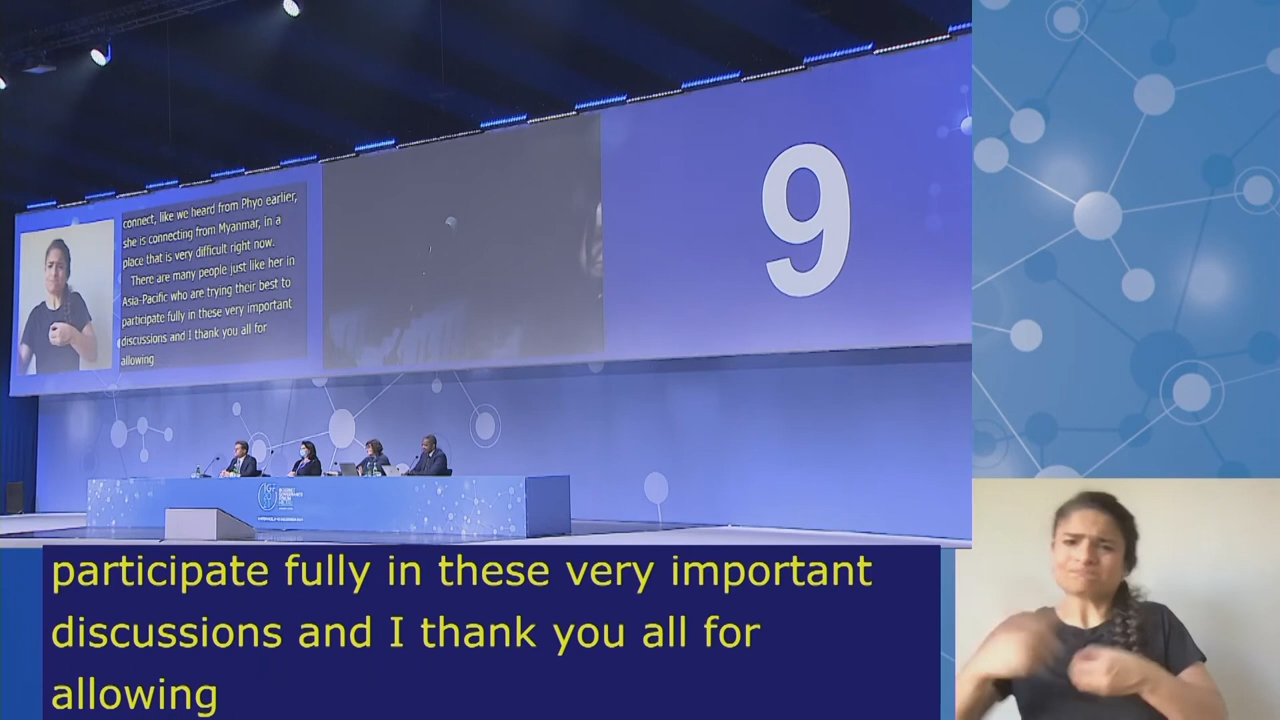 connect, like we heard from Phyo earlier,
she is connecting from Myanmar, in a
place that is very difficult right now.
There are many people just like her in
Asia-Pacific who are trying their best to
participate fully in these very important
discussions and I thank you all for
allowing
9
INTERNET
GOVERNANCE
FORUM
participate fully in these very important
discussions and I thank you all for
allowing